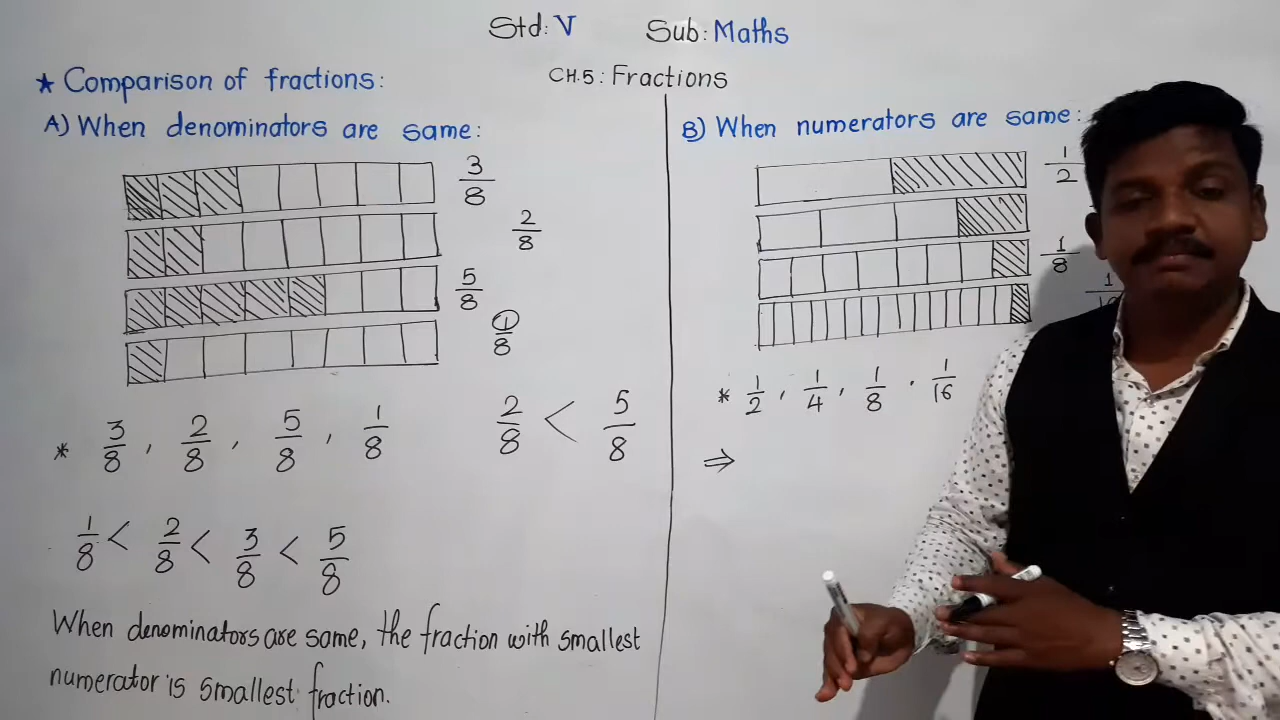 Std: V Sub: Maths
CH.5: Fractions
★ Comparison of fractions:
A) When denominators are same:
3/8
2/8
5/8
1/8
* 3/8, 2/8, 5/8, 1/8
2/8 < 5/8
1/8 < 2/8 < 3/8 < 5/8
When denominators are same, the fraction with smallest
numerator is smallest fraction.
B) When numerators are same:
1/2
1/8
* 1/2, 1/4, 1/8, 1/16
⇒